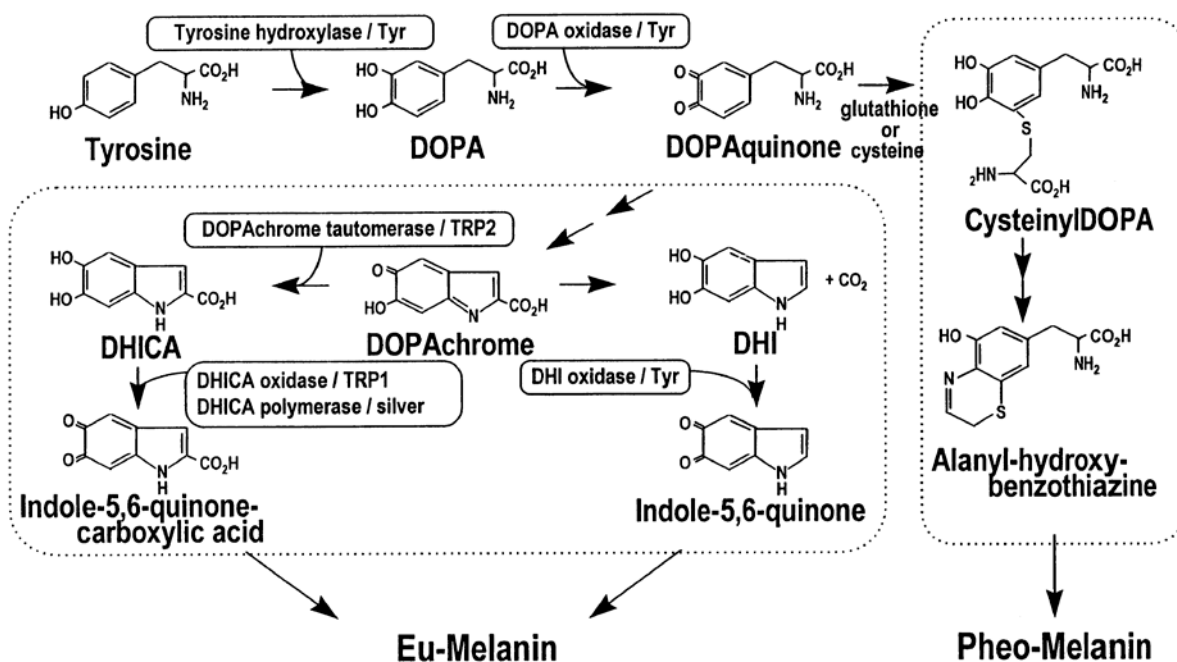 Tyrosine hydroxylase / Tyr
DOPA oxidase / Tyr
HO
CO₂H
NH₂
Tyrosine
HO
HO
CO₂H
NH₂
DOPA
O
O
CO₂H
NH₂
DOPAquinone
glutathione
or
cysteine
HO
HO
CO₂H
NH₂
S
₂HN
CO₂H
CysteinylDOPA
DOPAchrome tautomerase / TRP2
HO
HO
N
H
CO₂H
DHICA
O
HO
N
CO₂H
DOPAchrome
HO
HO
N
H
+ CO₂
DHI
DHICA oxidase / TRP1
DHICA polymerase / silver
DHI oxidase / Tyr
O
O
N
H
CO₂H
Indole-5,6-quinone-
carboxylic acid
O
O
N
H
Indole-5,6-quinone
OH
CO₂H
NH₂
N
S
Alanyl-hydroxy-
benzothiazine
Eu-Melanin
Pheo-Melanin